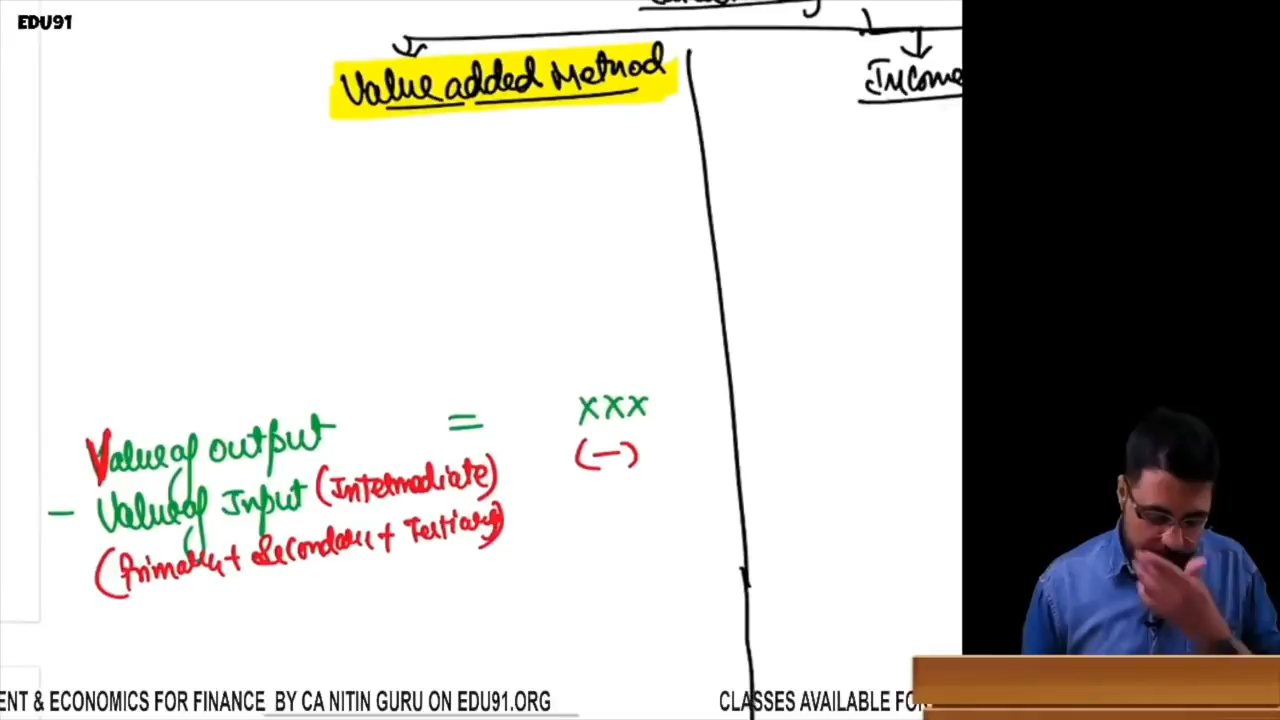 EDU91
Value added Method
Income
Value of output = xxx
- Value of Input (Intermediate) (-)
(Primary + Secondary + Tertiary)
ENT & ECONOMICS FOR FINANCE BY CA NITIN GURU ON EDU91.ORG
CLASSES AVAILABLE FOR